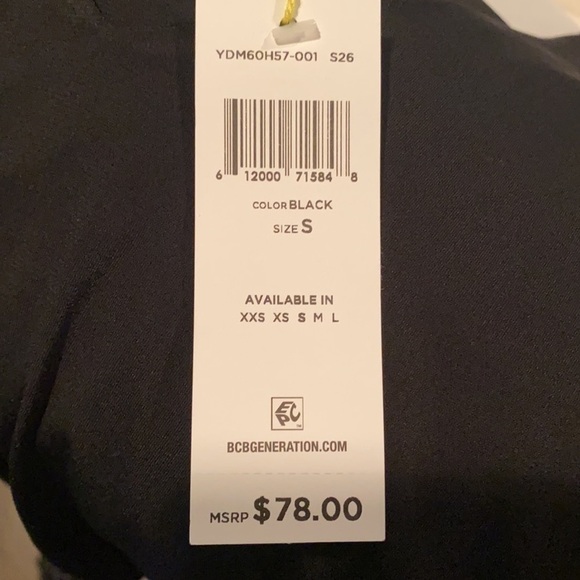 YDM60H57-001 S26
6 12000 71584 8
COLOR BLACK
SIZE S
AVAILABLE IN
XXS XS S M L
EPC
BCBGENERATION.COM
MSRP $78.00